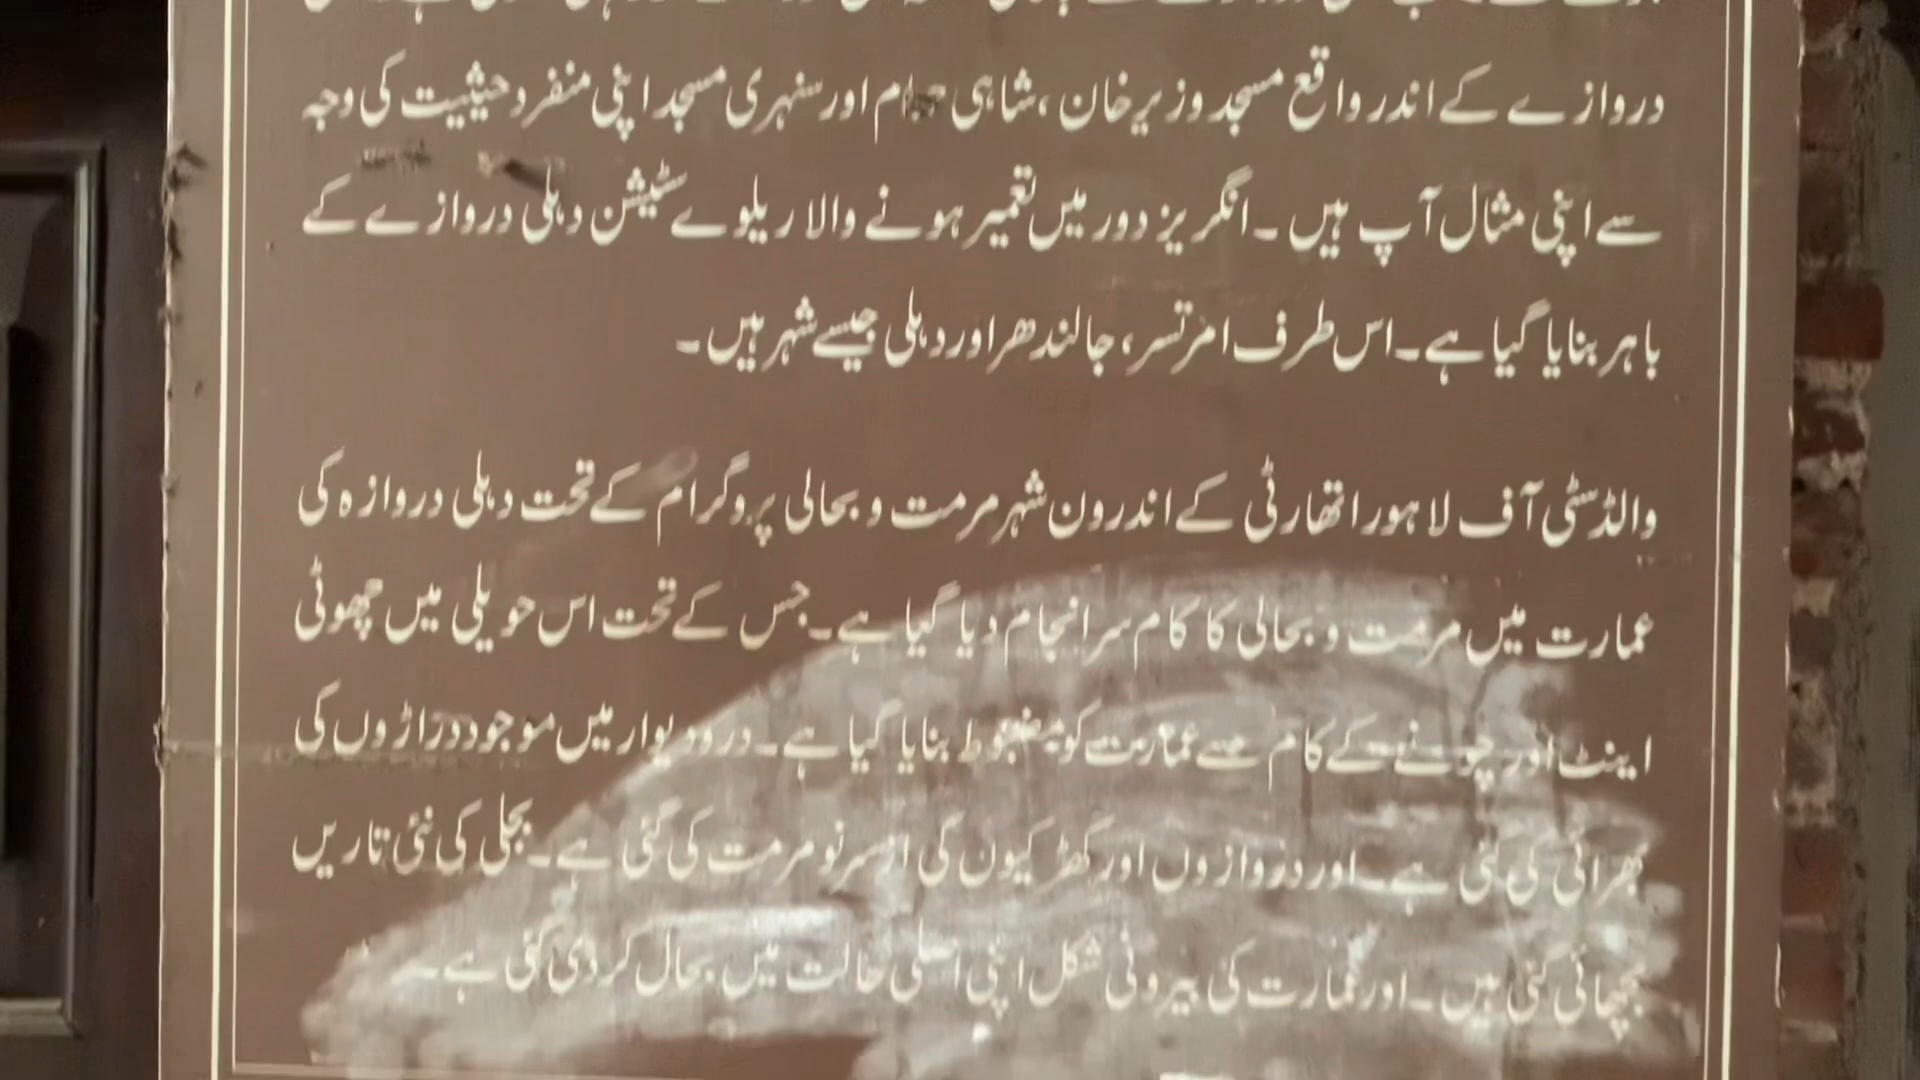 دروازے کے اندر واقع مسجد وزیر خان ، شاہی حمام اور سنہری مسجد اپنی منفرد حیثیت کی وجہ
سے اپنی مثال آپ ہیں ۔ انگریز دور میں تعمیر ہونے والا ریلوے سٹیشن دہلی دروازے کے
باہر بنایا گیا ہے۔ اس طرف امرتسر، جالندھر اور دہلی جیسے شہر ہیں۔
والڈ سٹی آف لاہور اتھارٹی کے اندرون شہر مرمت و بحالی پروگرام کے تحت دہلی دروازہ کی
عمارت میں مرمت و بحالی کا کام سرانجام دیا گیا ہے۔ جس کے تحت اس حویلی میں چھوٹی
اینٹ اور چونے کے کام سے عمارت کو مضبوط بنایا گیا ہے۔ درودیوار میں موجود دراڑوں کی
بھرائی کی گئی ہے۔ اور دروازوں اور کھڑکیوں کی ازسرنو مرمت کی گئی ہے۔ بجلی کی نئی تاریں
بچھائی گئی ہیں۔ اور عمارت کی بیرونی شکل اپنی اصلی حالت میں بحال کر دی گئی ہے۔